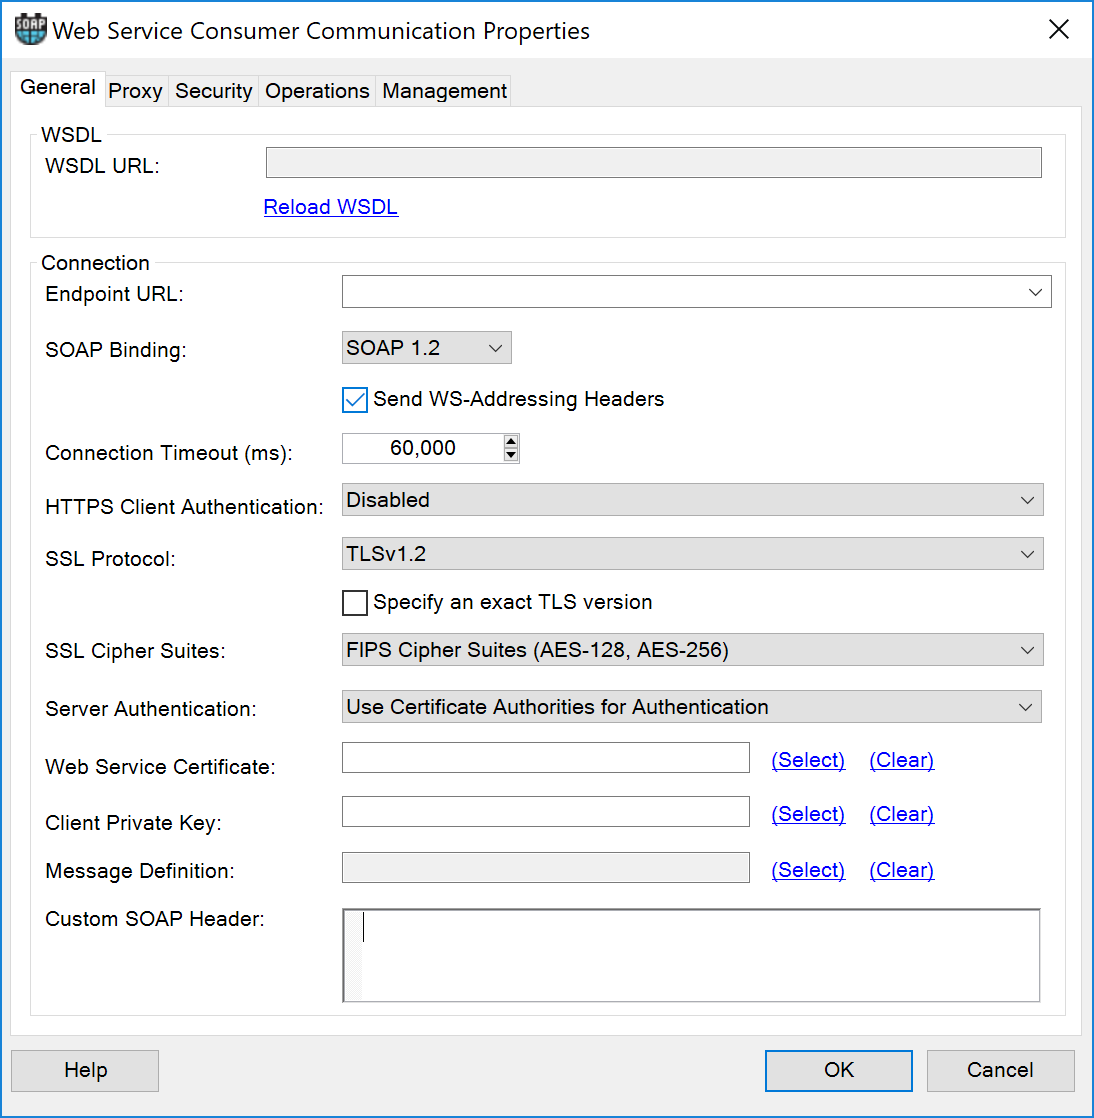 SOAP
Web Service Consumer Communication Properties
General Proxy Security Operations Management
WSDL
WSDL URL:
Reload WSDL
Connection
Endpoint URL:
SOAP Binding: SOAP 1.2
Send WS-Addressing Headers
Connection Timeout (ms): 60,000
HTTPS Client Authentication: Disabled
SSL Protocol: TLSv1.2
Specify an exact TLS version
SSL Cipher Suites: FIPS Cipher Suites (AES-128, AES-256)
Server Authentication: Use Certificate Authorities for Authentication
Web Service Certificate: (Select) (Clear)
Client Private Key: (Select) (Clear)
Message Definition: (Select) (Clear)
Custom SOAP Header:
Help OK Cancel